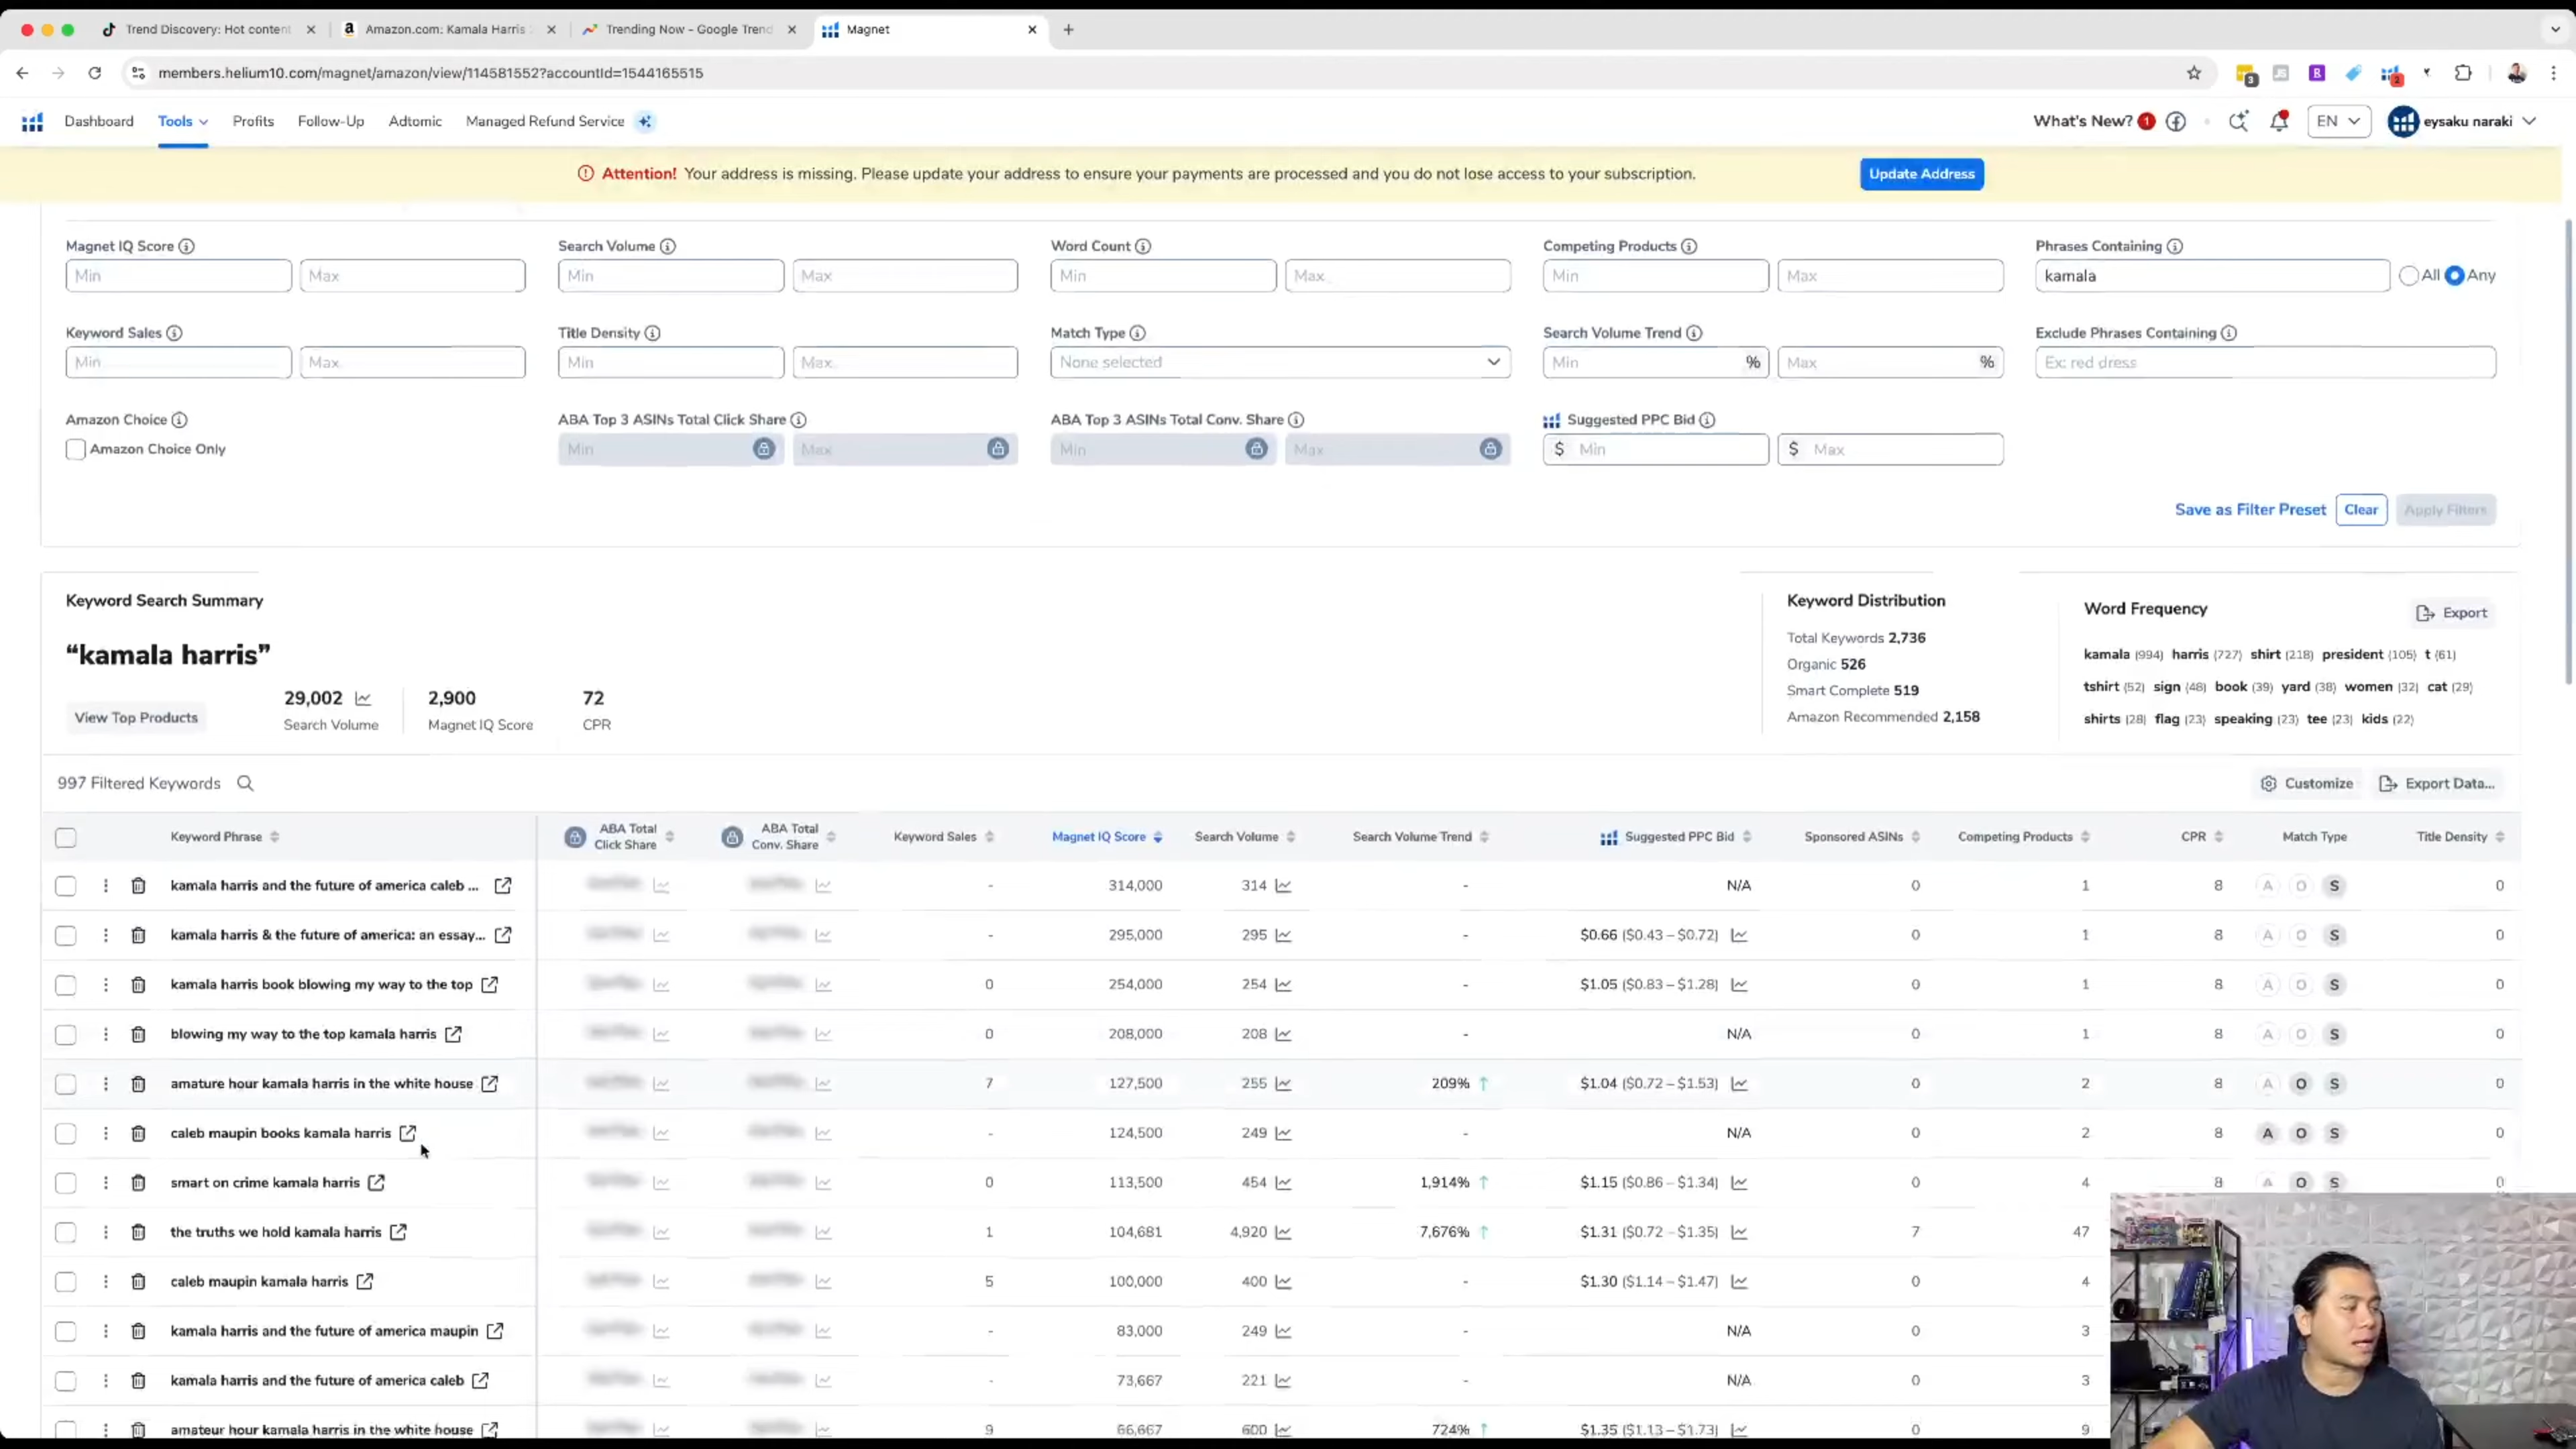 Trend Discovery: Hot content
Amazon.com: Kamala Harris
Trending Now - Google Trend
Magnet
members.helium10.com/magnet/amazon/view/114581552?accountId=1544165515
3
2
Dashboard Tools Profits Follow-Up Adtomic Managed Refund Service
What's New? 1 EN eysaku naraki
Attention! Your address is missing. Please update your address to ensure your payments are processed and you do not lose access to your subscription. Update Address
Magnet IQ Score Search Volume Word Count Competing Products Phrases Containing
Min Max Min Max Min Max Min Max kamala All Any
Keyword Sales Title Density Match Type Search Volume Trend Exclude Phrases Containing
Min Max Min Max None selected Min % Max % Ex: red dress
Amazon Choice ABA Top 3 ASINs Total Click Share ABA Top 3 ASINs Total Conv. Share Suggested PPC Bid
Amazon Choice Only Min Max Min Max $ Min $ Max
Save as Filter Preset Clear Apply Filters
Keyword Search Summary
“kamala harris”
View Top Products
29,002 2,900 72
Search Volume Magnet IQ Score CPR
Keyword Distribution
Total Keywords 2,736
Organic 526
Smart Complete 519
Amazon Recommended 2,158
Word Frequency Export
kamala (994) harris (727) shirt (218) president (105) t (61)
tshirt (52) sign (48) book (39) yard (38) women (32) cat (29)
shirts (28) flag (23) speaking (23) tee (23) kids (22)
997 Filtered Keywords Customize Export Data...
Keyword Phrase ABA Total Click Share ABA Total Conv. Share Keyword Sales Magnet IQ Score Search Volume Search Volume Trend Suggested PPC Bid Sponsored ASINs Competing Products CPR Match Type Title Density
kamala harris and the future of america caleb ... - 314,000 314 - N/A 0 1 8 A O S 0
kamala harris & the future of america: an essay... - 295,000 295 - $0.66 ($0.43 – $0.72) 0 1 8 A O S 0
kamala harris book blowing my way to the top 0 254,000 254 - $1.05 ($0.83 – $1.28) 0 1 8 A O S 0
blowing my way to the top kamala harris 0 208,000 208 - N/A 0 1 8 A O S 0
amature hour kamala harris in the white house 7 127,500 255 209% ↑ $1.04 ($0.72 – $1.53) 0 2 8 A O S 0
caleb maupin books kamala harris - 124,500 249 - N/A 0 2 8 A O S 0
smart on crime kamala harris 0 113,500 454 1,914% ↑ $1.15 ($0.86 – $1.34) 0 4 8 A O S 0
the truths we hold kamala harris 1 104,681 4,920 7,676% ↑ $1.31 ($0.72 – $1.35) 7 47
caleb maupin kamala harris 5 100,000 400 - $1.30 ($1.14 – $1.47) 0 4
kamala harris and the future of america maupin - 83,000 249 - N/A 0 3
kamala harris and the future of america caleb - 73,667 221 - N/A 0 3
amateur hour kamala harris in the white house 9 66,667 600 724% ↑ $1.35 ($1.13 – $1.73) 0 9